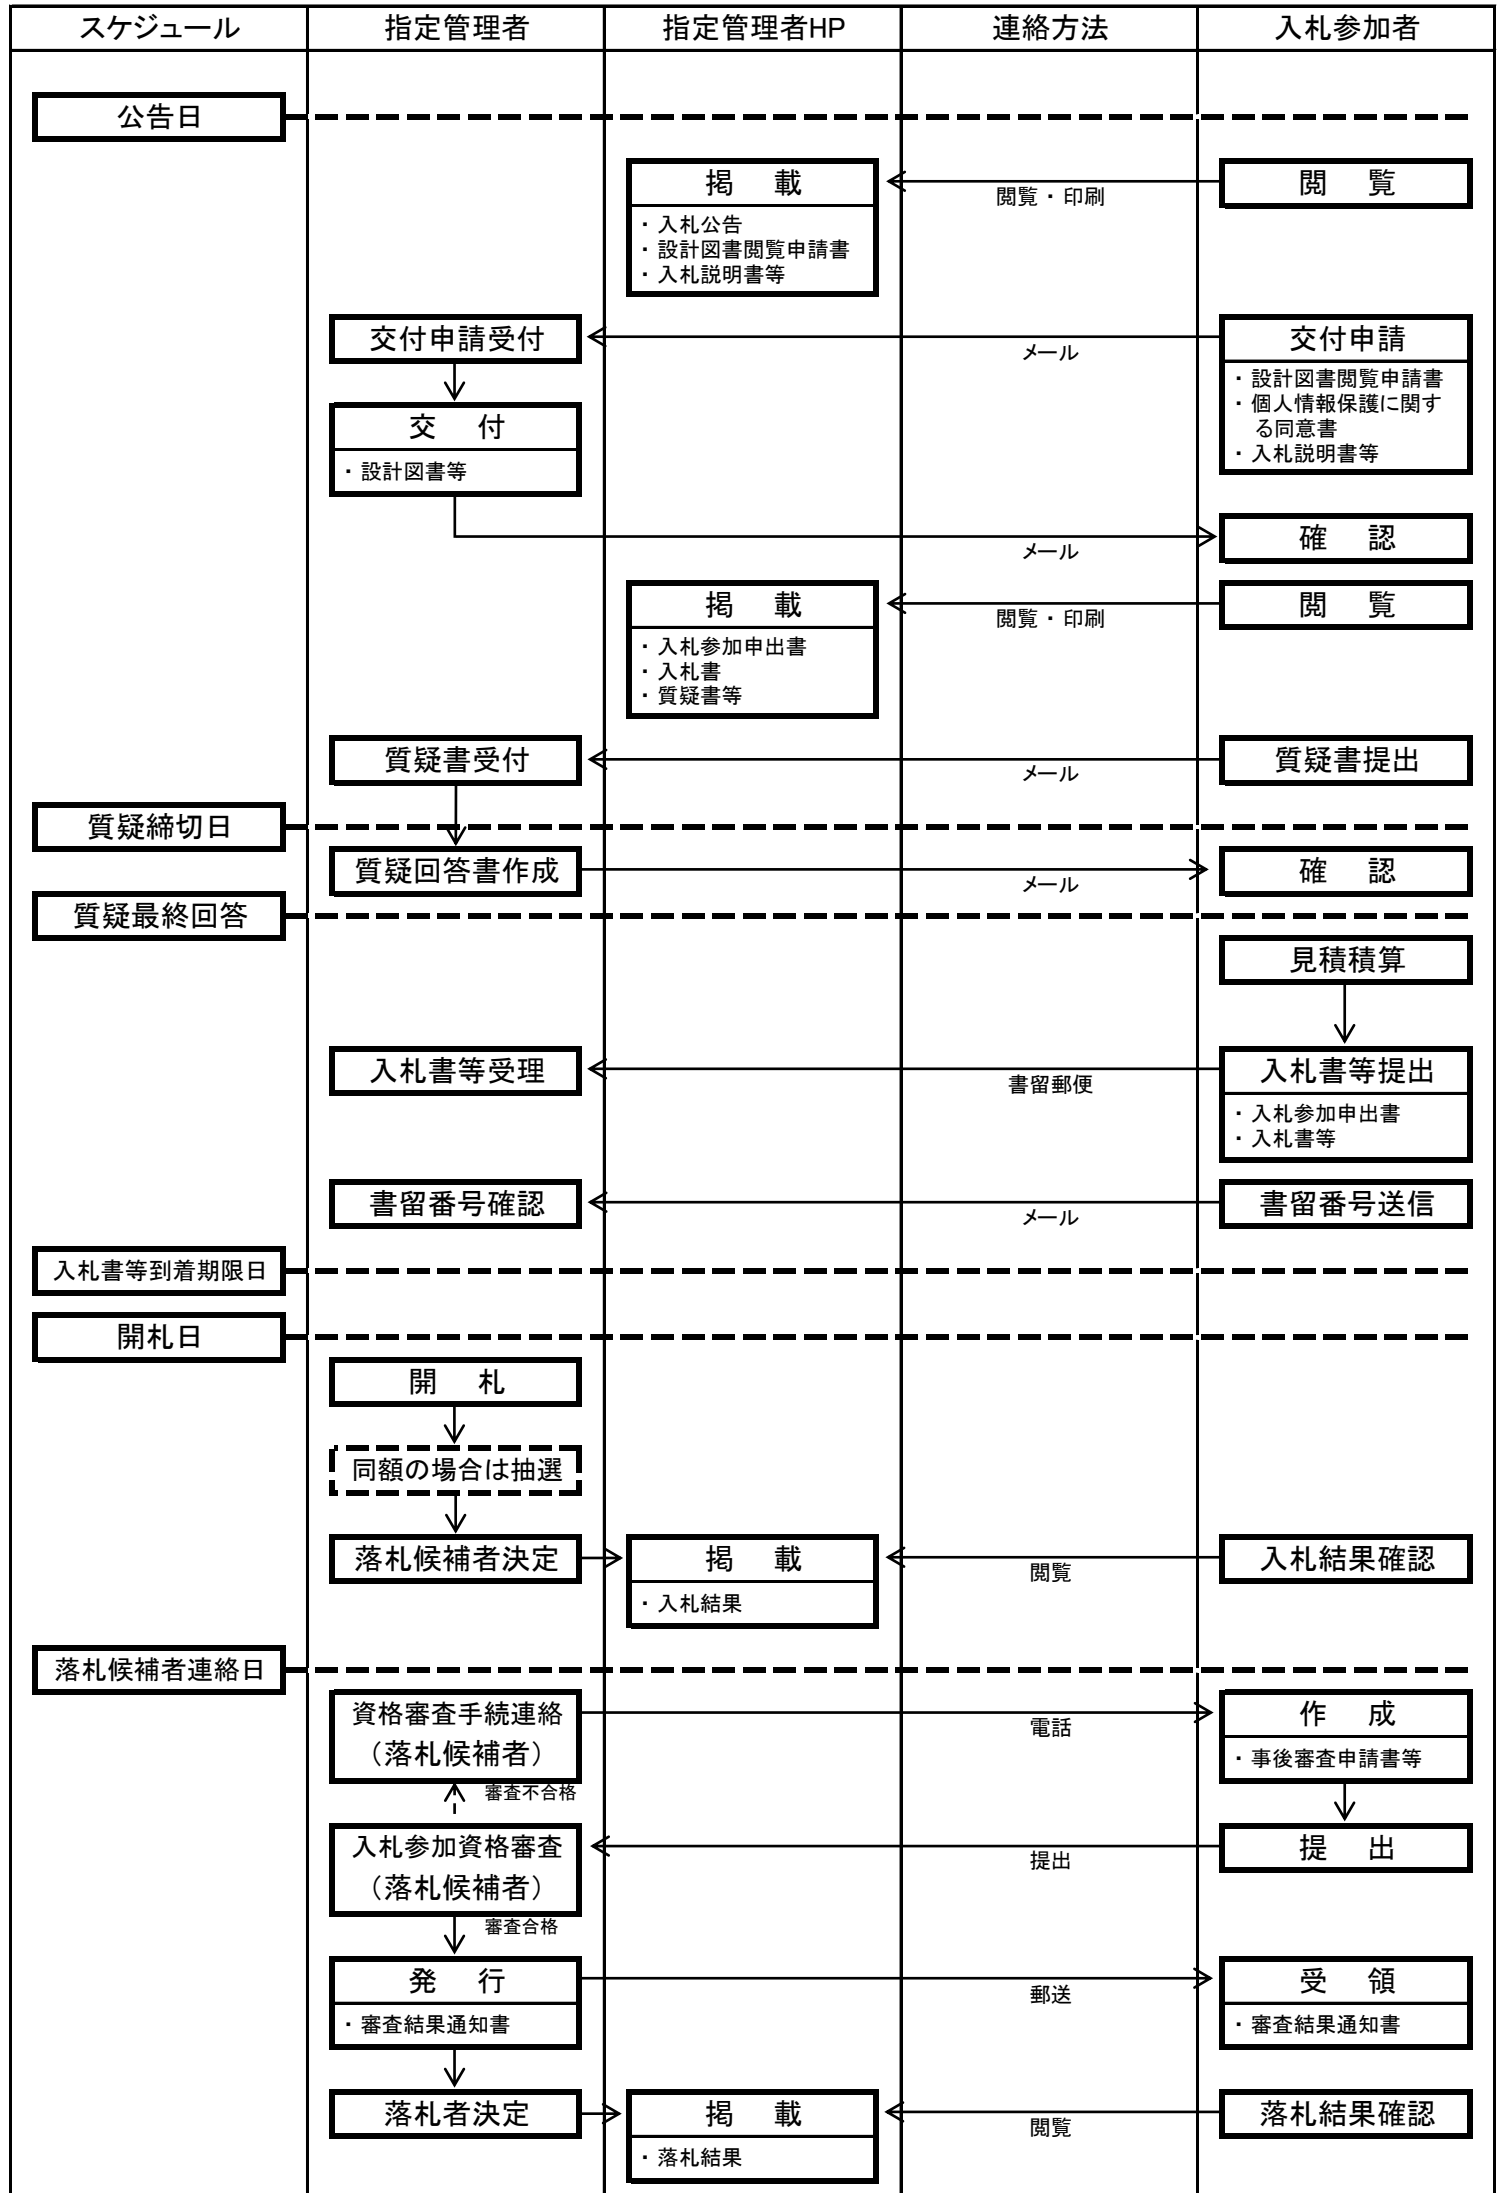 スケジュール
指定管理者
指定管理者HP
連絡方法
入札参加者
公告日
掲　載
・ 入札公告
・ 設計図書閲覧申請書
・ 入札説明書等
閲覧 ・ 印刷
閲　覧
交付申請受付
メール
交付申請
・ 設計図書閲覧申請書
・ 個人情報保護に関す
る同意書
・ 入札説明書等
交　付
・ 設計図書等
メール
確　認
掲　載
・ 入札参加申出書
・ 入札書
・ 質疑書等
閲覧 ・ 印刷
閲　覧
質疑書受付
メール
質疑書提出
質疑締切日
質疑回答書作成
メール
確　認
質疑最終回答
見積積算
入札書等受理
書留郵便
入札書等提出
・ 入札参加申出書
・ 入札書等
書留番号確認
メール
書留番号送信
入札書等到着期限日
開札日
開　札
同額の場合は抽選
落札候補者決定
掲　載
・ 入札結果
閲覧
入札結果確認
落札候補者連絡日
資格審査手続連絡
（落札候補者）
電話
作　成
・ 事後審査申請書等
審査不合格
入札参加資格審査
（落札候補者）
提出
提　出
審査合格
発　行
・ 審査結果通知書
郵送
受　領
・ 審査結果通知書
落札者決定
掲　載
・ 落札結果
閲覧
落札結果確認